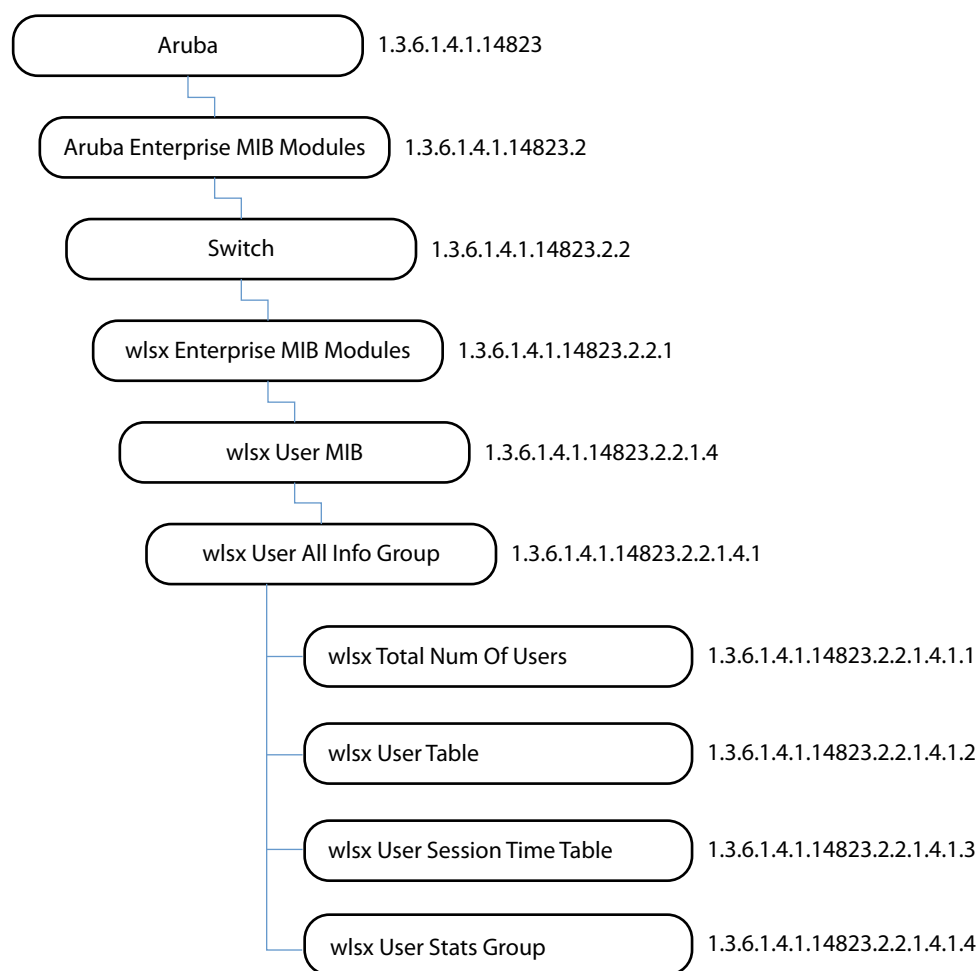 Aruba 1.3.6.1.4.1.14823
Aruba Enterprise MIB Modules 1.3.6.1.4.1.14823.2
Switch 1.3.6.1.4.1.14823.2.2
wlsx Enterprise MIB Modules 1.3.6.1.4.1.14823.2.2.1
wlsx User MIB 1.3.6.1.4.1.14823.2.2.1.4
wlsx User All Info Group 1.3.6.1.4.1.14823.2.2.1.4.1
wlsx Total Num Of Users 1.3.6.1.4.1.14823.2.2.1.4.1.1
wlsx User Table 1.3.6.1.4.1.14823.2.2.1.4.1.2
wlsx User Session Time Table 1.3.6.1.4.1.14823.2.2.1.4.1.3
wlsx User Stats Group 1.3.6.1.4.1.14823.2.2.1.4.1.4